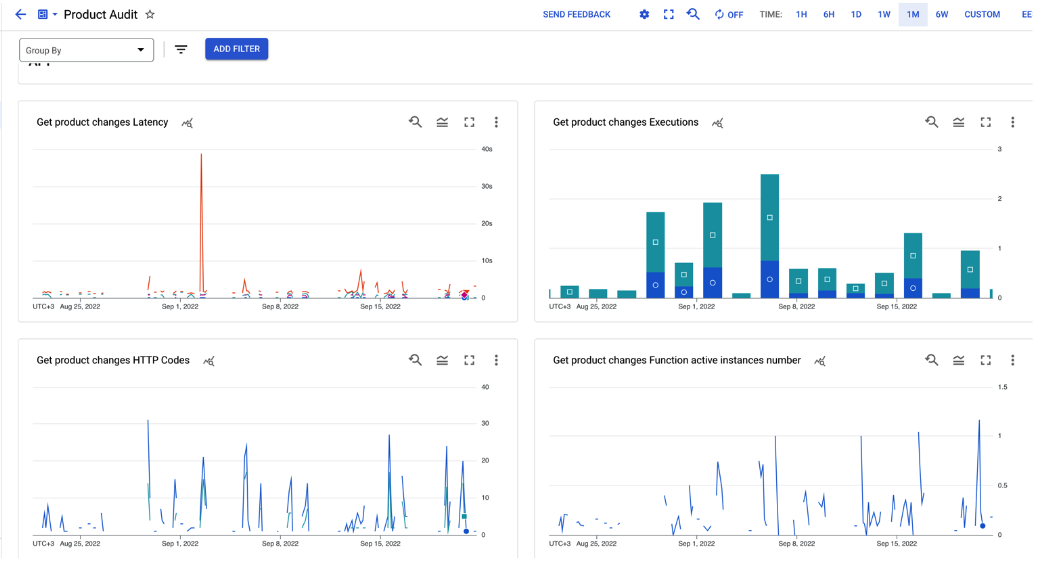 Product Audit
SEND FEEDBACK
OFF
TIME:
1H
6H
1D
1W
1M
6W
CUSTOM
Group By
ADD FILTER
Get product changes Latency
40s
30s
20s
10s
0
UTC+3 Aug 25, 2022 Sep 1, 2022 Sep 8, 2022 Sep 15, 2022
Get product changes Executions
3
2
1
0
UTC+3 Aug 25, 2022 Sep 1, 2022 Sep 8, 2022 Sep 15, 2022
Get product changes HTTP Codes
40
30
20
10
0
UTC+3 Aug 25, 2022 Sep 1, 2022 Sep 8, 2022 Sep 15, 2022
Get product changes Function active instances number
1.5
1
0.5
0
UTC+3 Aug 25, 2022 Sep 1, 2022 Sep 8, 2022 Sep 15, 2022